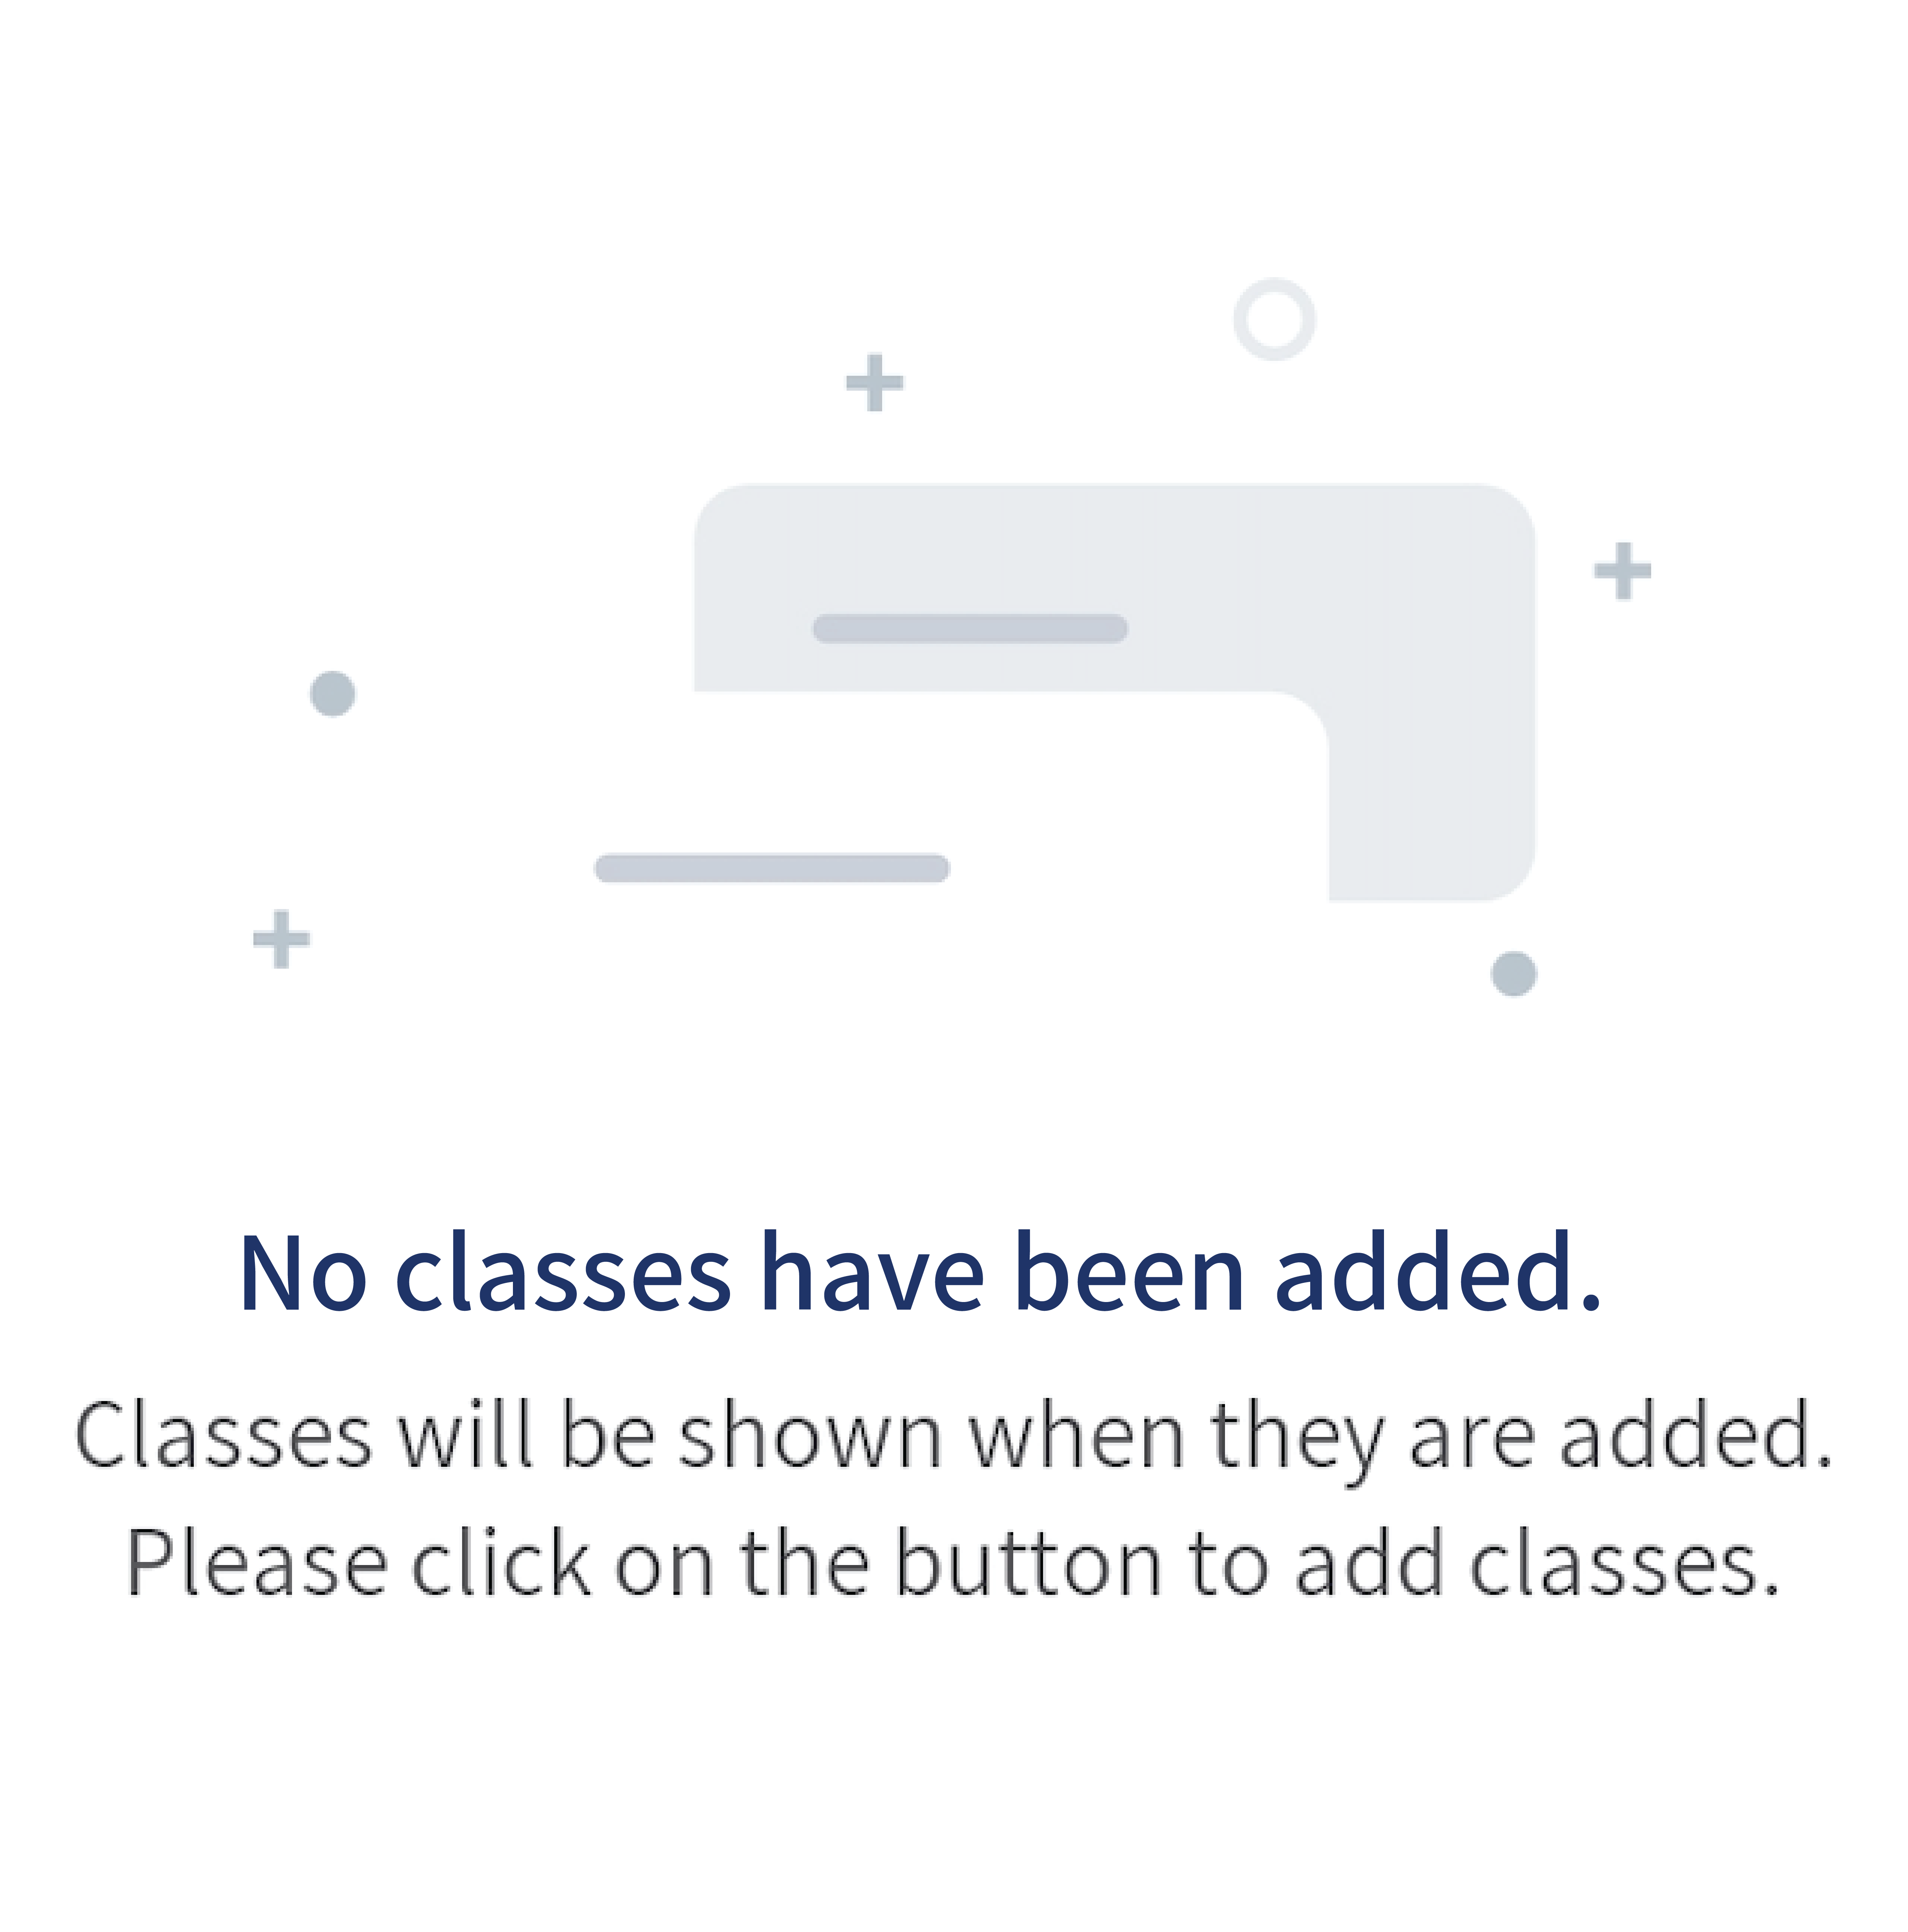 No classes have been added.
Classes will be shown when they are added.
Please click on the button to add classes.